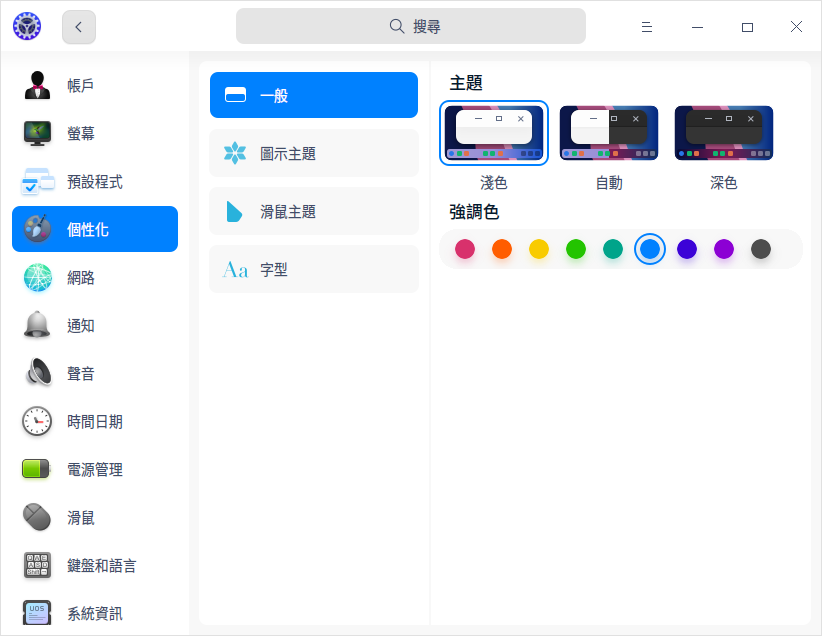 搜尋
帳戶
螢幕
預設程式
個性化
網路
通知
聲音
時間日期
電源管理
滑鼠
鍵盤和語言
UOS
系統資訊
一般
圖示主題
滑鼠主題
Aa
字型
主題
淺色
自動
深色
強調色